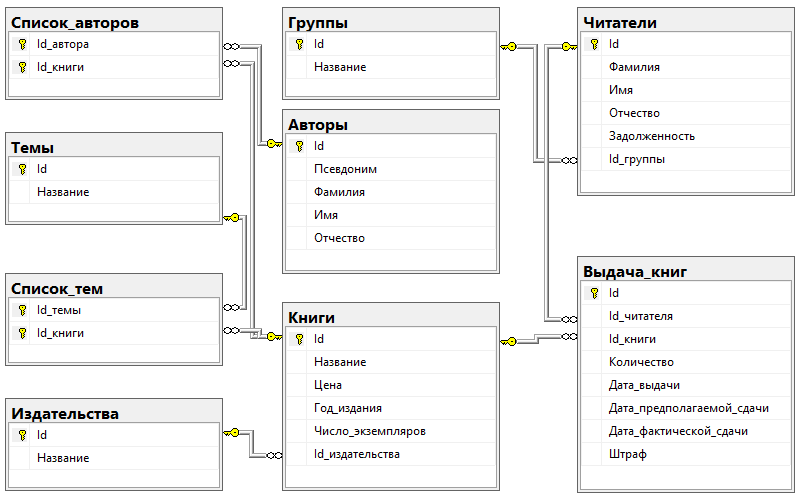 Список_авторов
Id_автора
Id_книги
Группы
Id
Название
Читатели
Id
Фамилия
Имя
Отчество
Задолженность
Id_группы
Темы
Id
Название
Авторы
Id
Псевдоним
Фамилия
Имя
Отчество
Список_тем
Id_темы
Id_книги
Книги
Id
Название
Цена
Год_издания
Число_экземпляров
Id_издательства
Выдача_книг
Id
Id_читателя
Id_книги
Количество
Дата_выдачи
Дата_предполагаемой_сдачи
Дата_фактической_сдачи
Штраф
Издательства
Id
Название